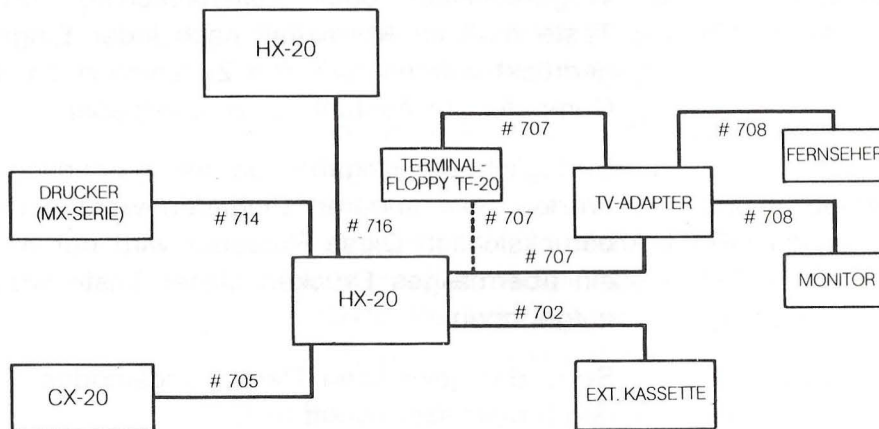 HX-20
# 707
# 708
FERNSEHER
TERMINAL-
FLOPPY TF-20
DRUCKER
(MX-SERIE)
TV-ADAPTER
# 714
# 716
# 707
# 708
# 707
HX-20
MONITOR
# 702
# 705
CX-20
EXT. KASSETTE